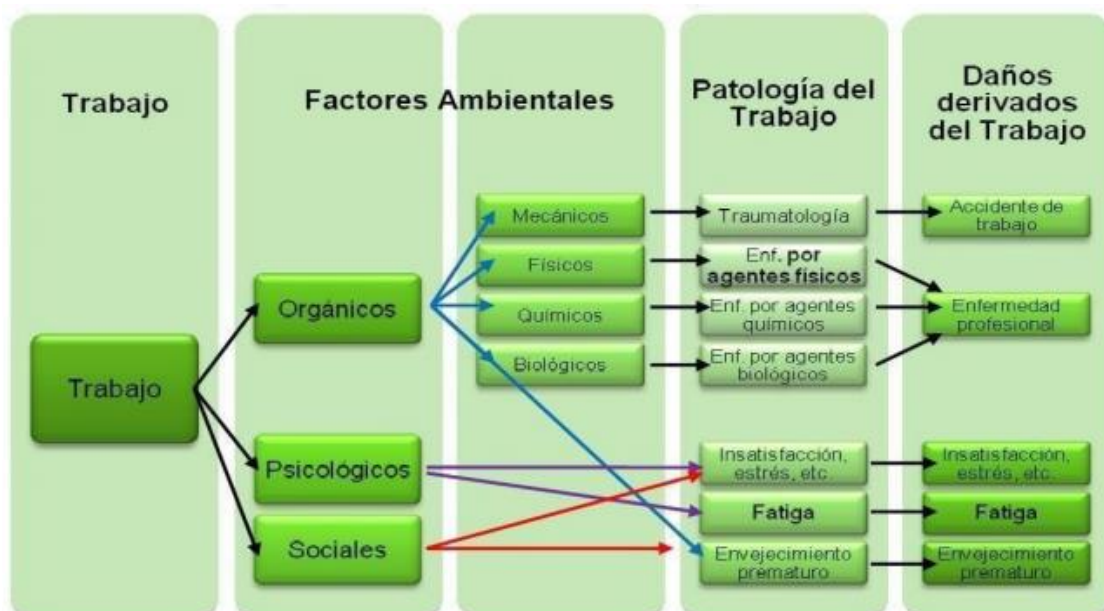 Trabajo
Factores Ambientales
Patología del
Trabajo
Daños
derivados
del Trabajo
Trabajo
Orgánicos
Psicológicos
Sociales
Mecánicos
Físicos
Químicos
Biológicos
Traumatología
Enf. por
agentes físicos
Enf. por agentes
químicos
Enf. por agentes
biológicos
Insatisfacción,
estrés, etc.
Fatiga
Envejecimiento
prematuro
Accidente de
trabajo
Enfermedad
profesional
Insatisfacción,
estrés, etc.
Fatiga
Envejecimiento
prematuro